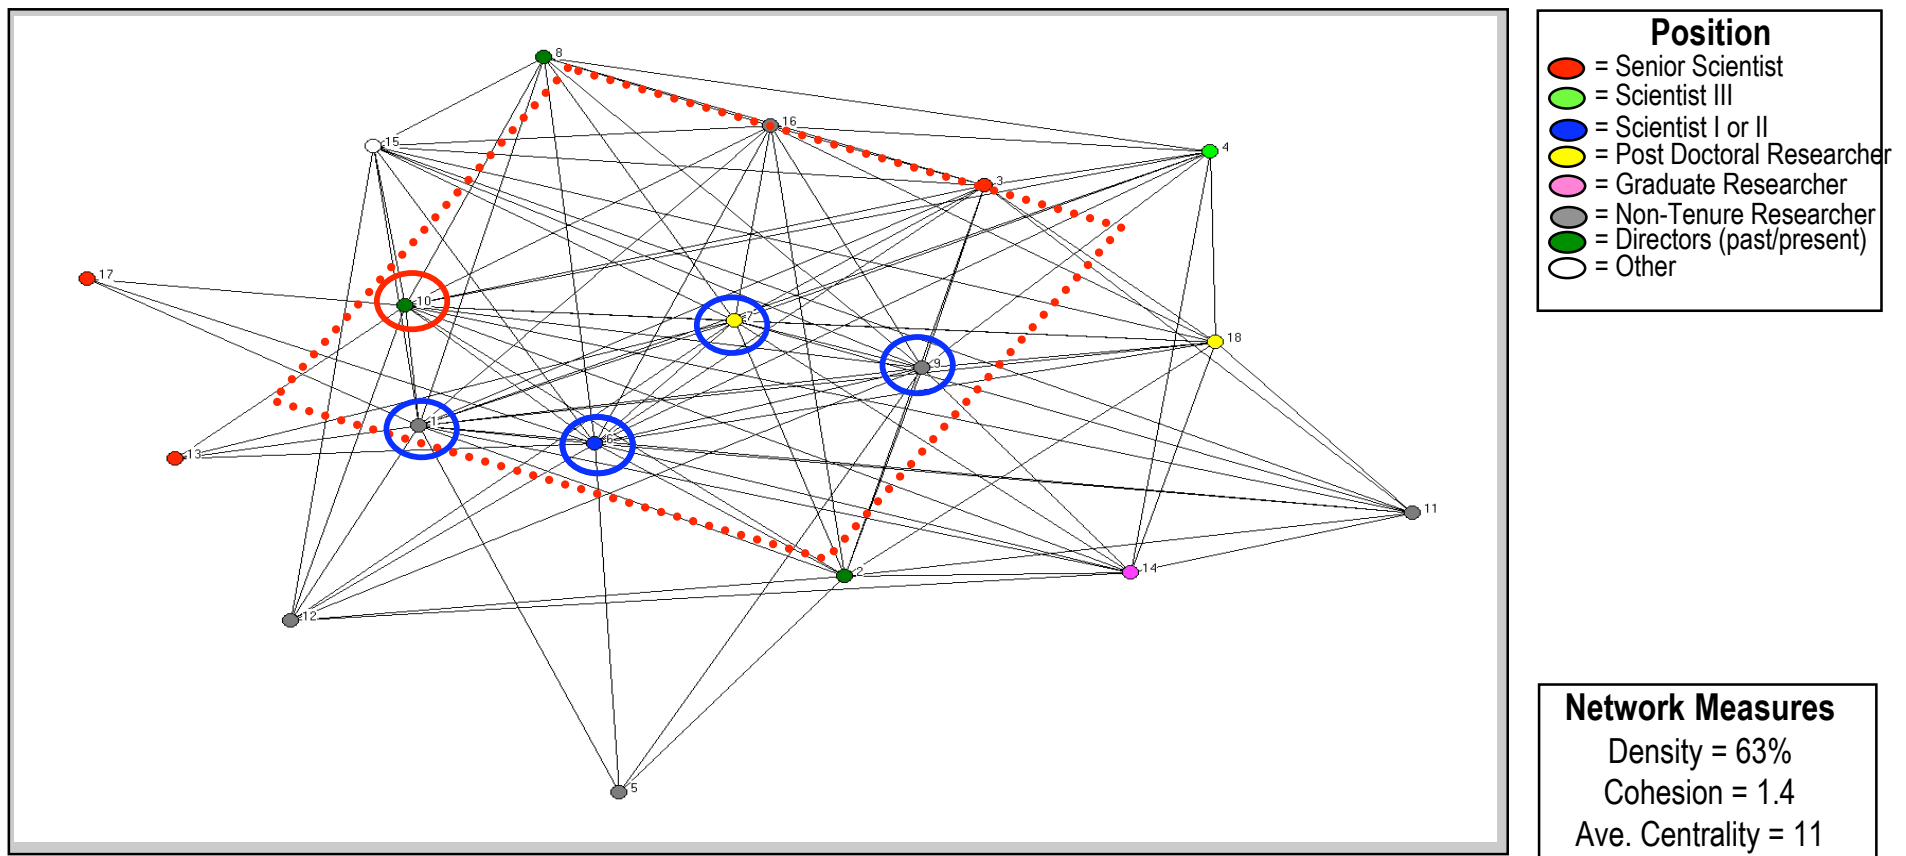 8
16
15
4
3
17
10
7
18
9
1
6
13
11
2
14
12
5
Position
= Senior Scientist
= Scientist III
= Scientist I or II
= Post Doctoral Researcher
= Graduate Researcher
= Non-Tenure Researcher
= Directors (past/present)
= Other
Network Measures
Density = 63%
Cohesion = 1.4
Ave. Centrality = 11